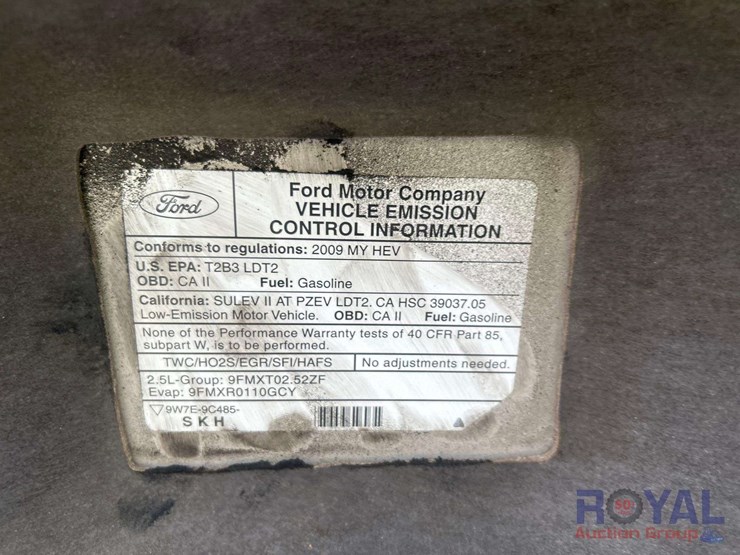 Ford
Ford Motor Company
VEHICLE EMISSION
CONTROL INFORMATION
Conforms to regulations: 2009 MY HEV
U.S. EPA: T2B3 LDT2
OBD: CA II Fuel: Gasoline
California: SULEV II AT PZEV LDT2. CA HSC 39037.05
Low-Emission Motor Vehicle. OBD: CA II Fuel: Gasoline
None of the Performance Warranty tests of 40 CFR Part 85,
subpart W, is to be performed.
TWC/HO2S/EGR/SFI/HAFS No adjustments needed.
2.5L-Group: 9FMXT02.52ZF
Evap: 9FMXR0110GCY
9W7E-9C485-
SKH
ROYAL
Auction Group